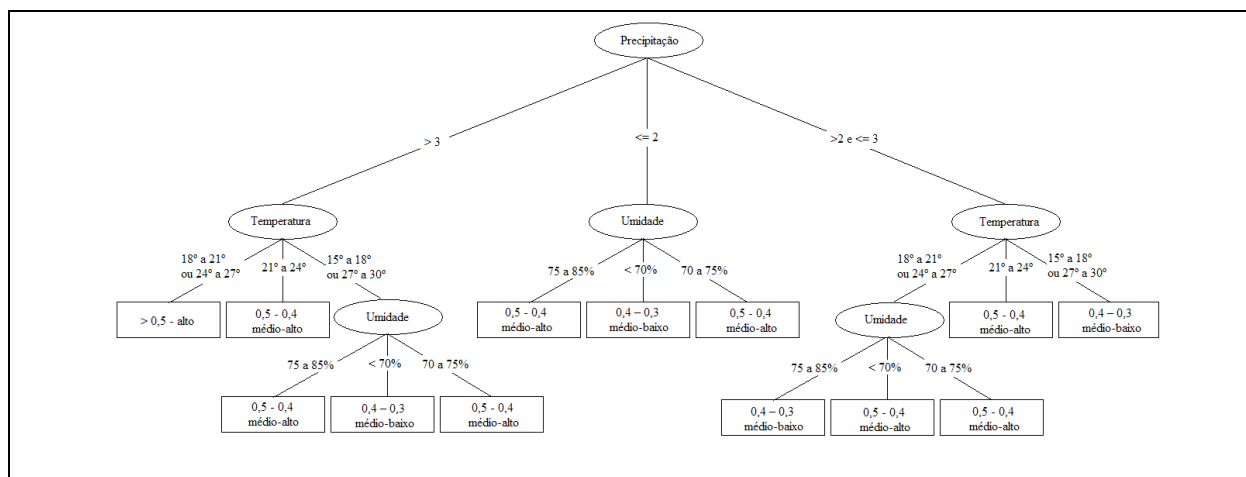 Precipitação
> 3
<= 2
>2 e <= 3
Temperatura
Umidade
Temperatura
18º a 21º
ou 24º a 27º
21º a 24º
15º a 18º
ou 27º a 30º
75 a 85%
< 70%
70 a 75%
18º a 21º
ou 24º a 27º
21º a 24º
15º a 18º
ou 27º a 30º
> 0,5 - alto
0,5 - 0,4
médio-alto
Umidade
0,5 - 0,4
médio-alto
0,4 – 0,3
médio-baixo
0,5 - 0,4
médio-alto
Umidade
0,5 - 0,4
médio-alto
0,4 – 0,3
médio-baixo
75 a 85%
< 70%
70 a 75%
75 a 85%
< 70%
70 a 75%
0,5 - 0,4
médio-alto
0,4 – 0,3
médio-baixo
0,5 - 0,4
médio-alto
0,4 – 0,3
médio-baixo
0,5 - 0,4
médio-alto
0,5 - 0,4
médio-alto